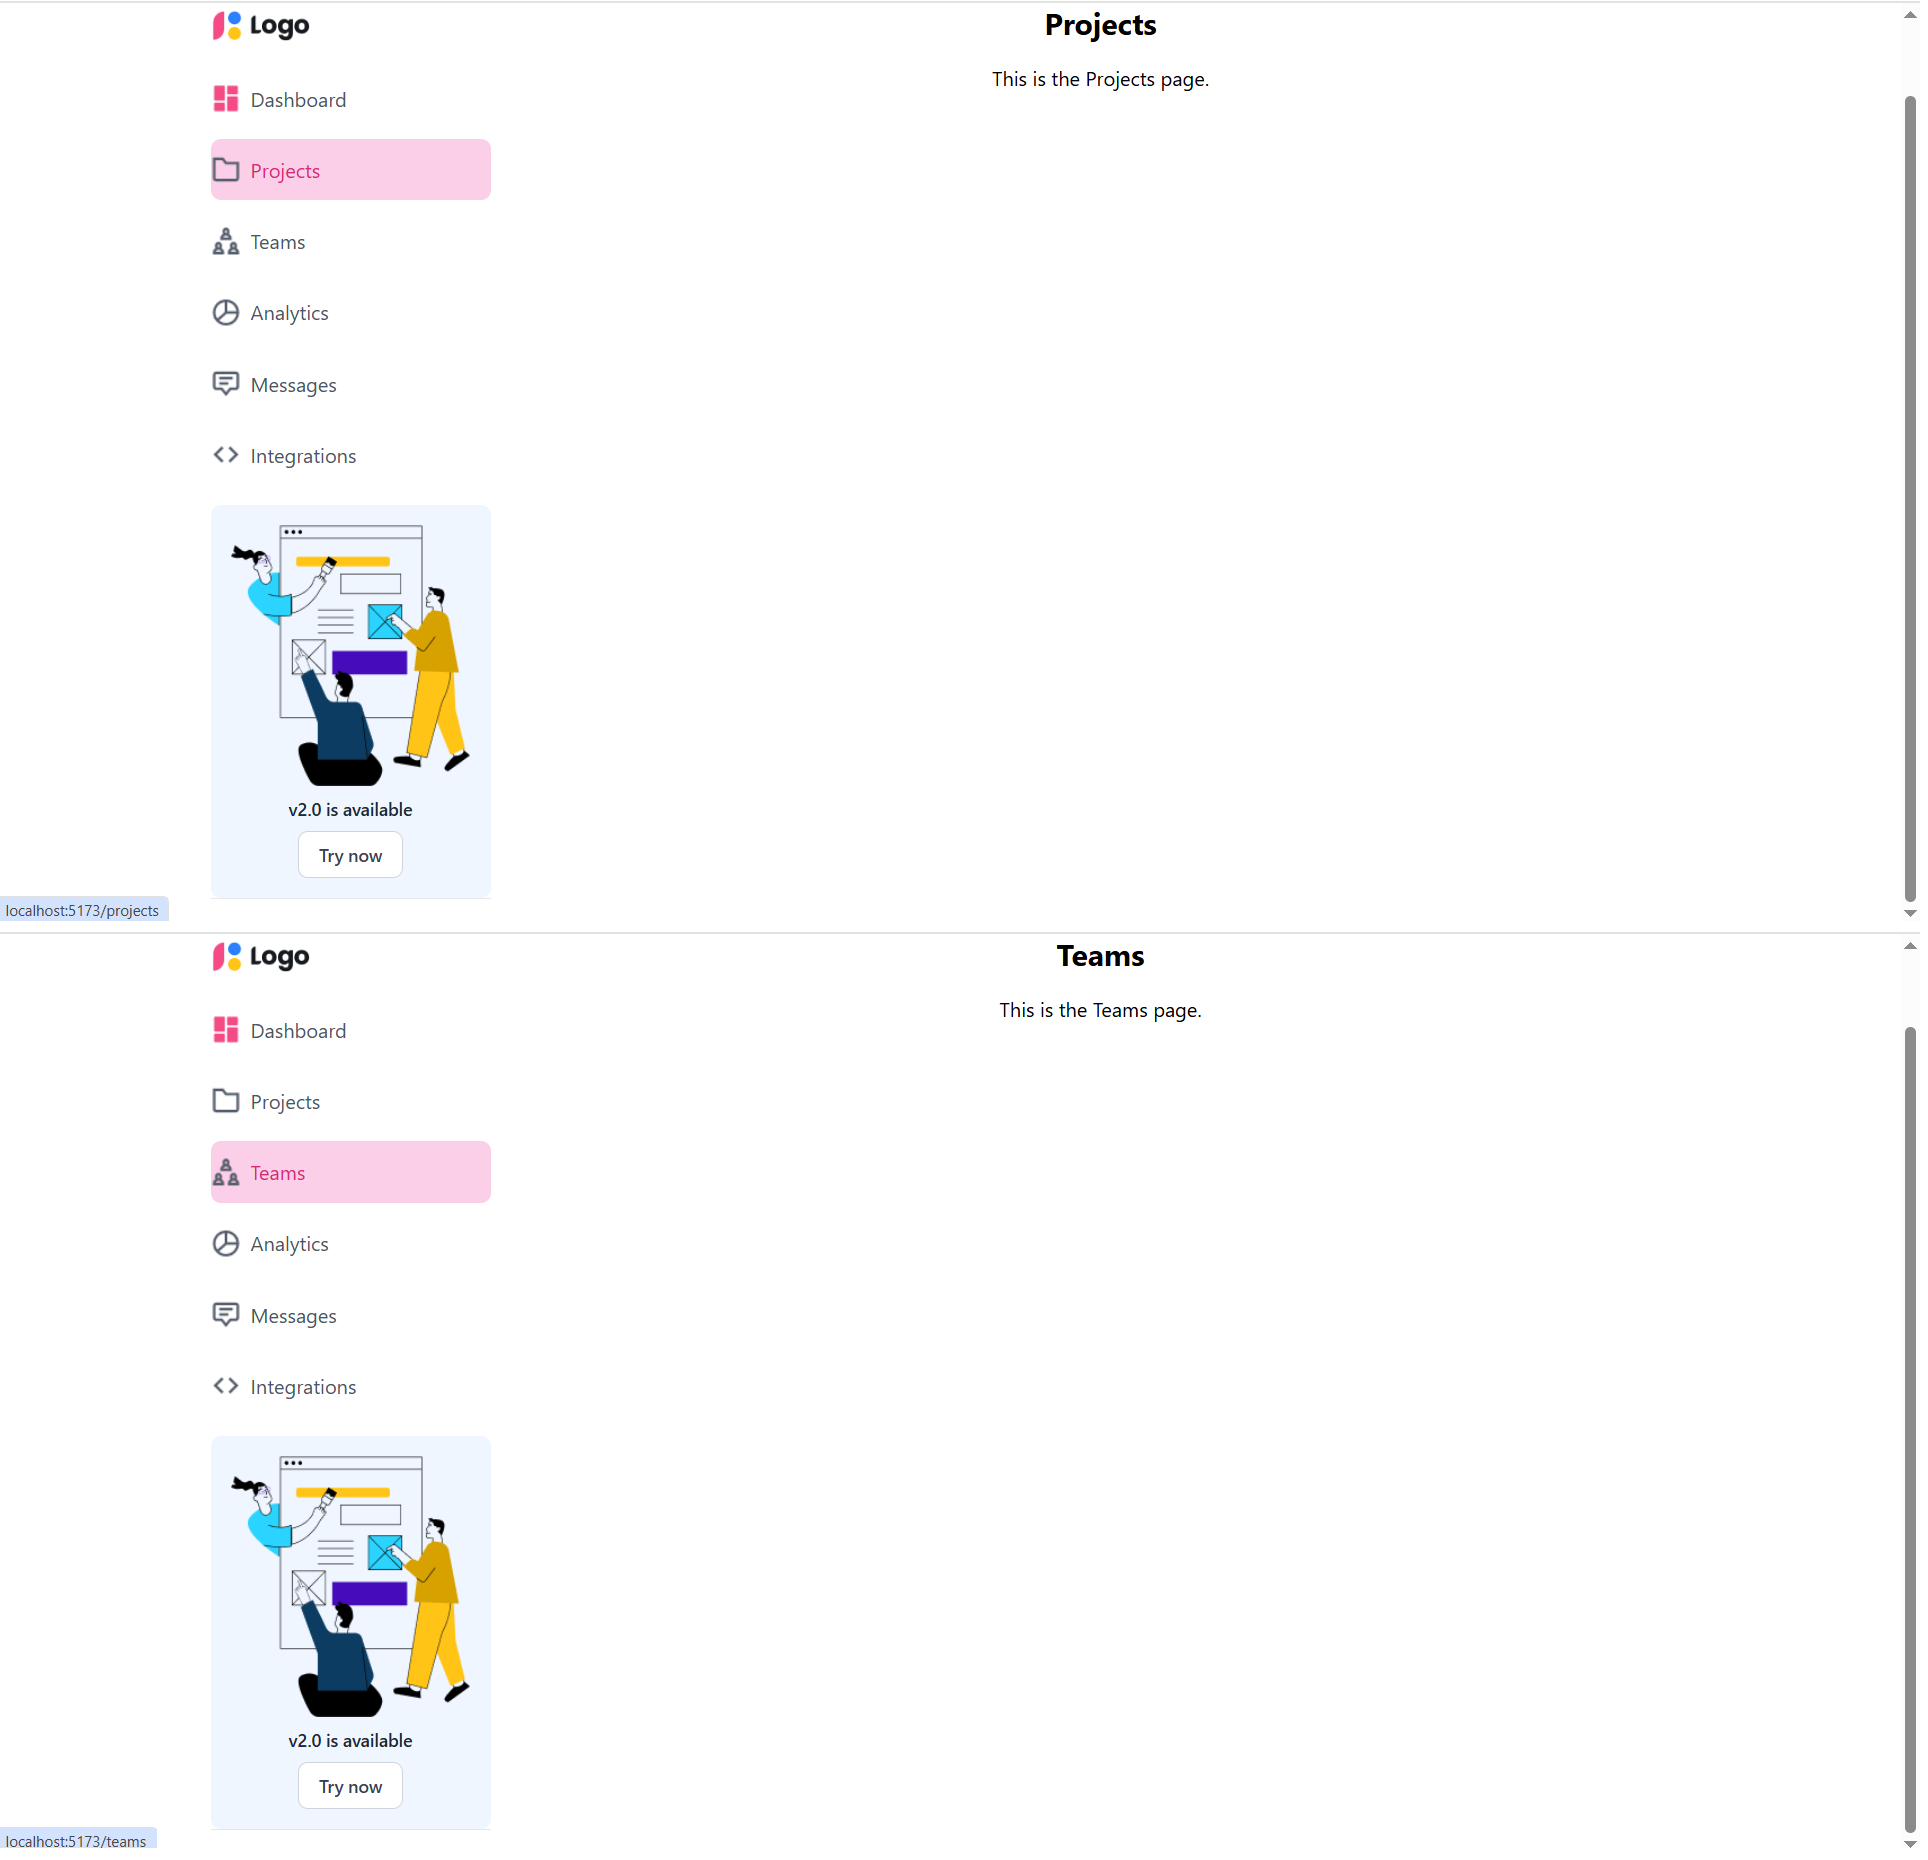 Logo
Projects
This is the Projects page.
Dashboard
Projects
Teams
Analytics
Messages
Integrations
v2.0 is available
Try now
localhost:5173/projects
Logo
Teams
This is the Teams page.
Dashboard
Projects
Teams
Analytics
Messages
Integrations
v2.0 is available
Try now
localhost:5173/teams